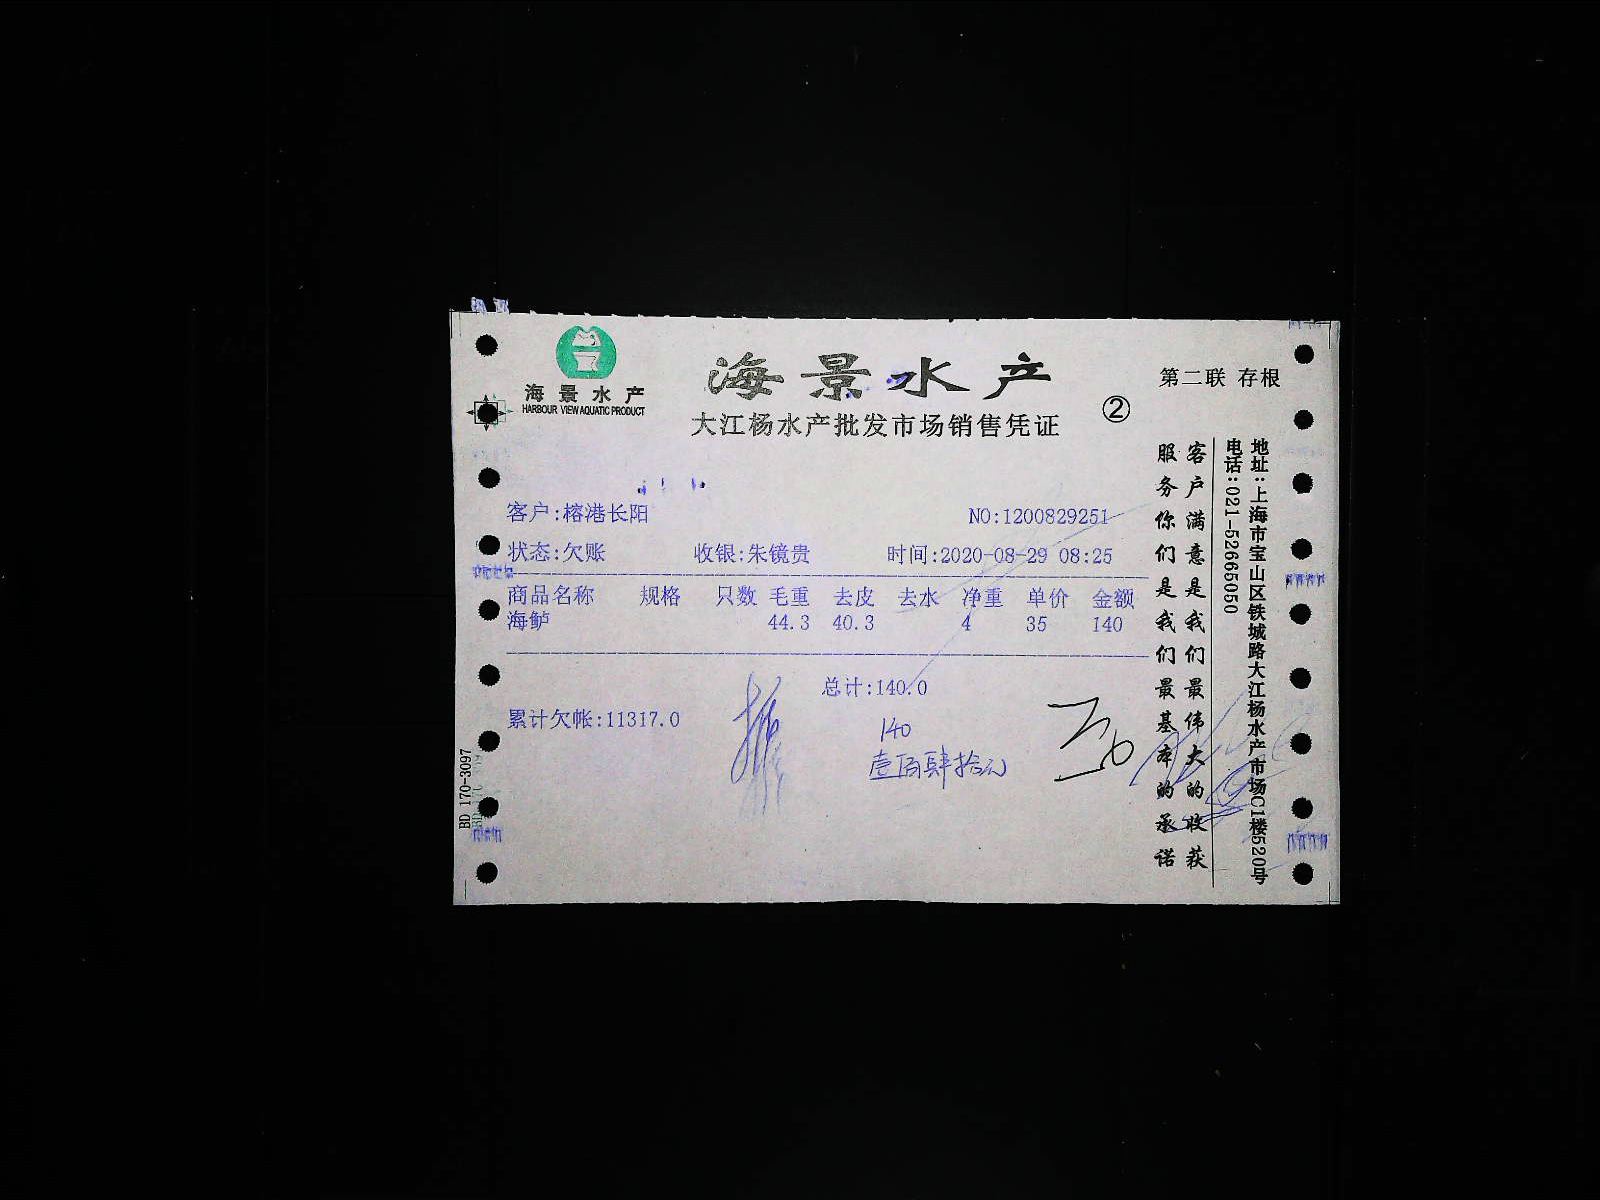 海景水产
HARBOUR VIEW AQUATIC PRODUCT
海景水产
大江杨水产批发市场销售凭证
②
第二联 存根
客户:榕港长阳
NO:1200829251
状态:欠账 收银:朱镜贵 时间:2020-08-29 08:25
商品名称 规格 只数 毛重 去皮 去水 净重 单价 金额
海鲈 44.3 40.3 4 35 140
总计:140.0
累计欠帐:11317.0
140
壹佰肆拾元
客户满意是我们最伟大的收获
服务你们是我们最基本的承诺
地址:上海市宝山区铁城路大江杨水产市场C1楼520号
电话:021-52665050
BD 170-3097